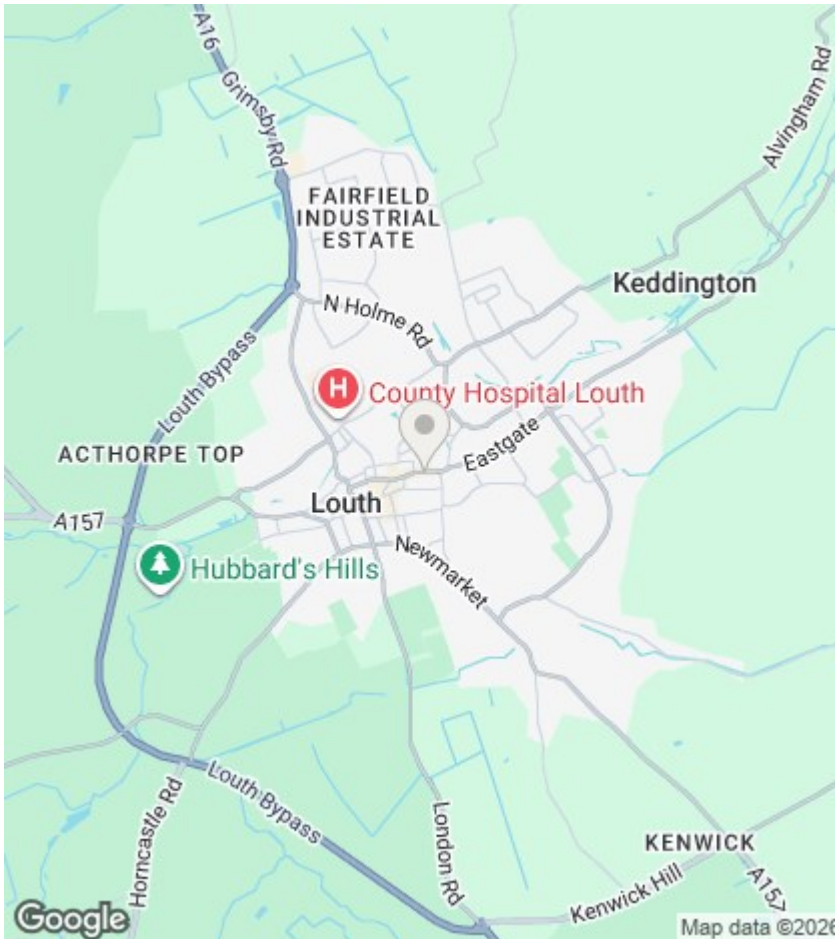 A16
Grimsby Rd
Alvingham Rd
FAIRFIELD
INDUSTRIAL
ESTATE
Keddington
N Holme Rd
Louth Bypass
H
County Hospital Louth
Eastgate
ACTHORPE TOP
Louth
A157
Newmarket
Hubbard's Hills
Louth Bypass
Horncastle Rd
London Rd
KENWICK
A157
Kenwick Hill
Google
Map data ©2026